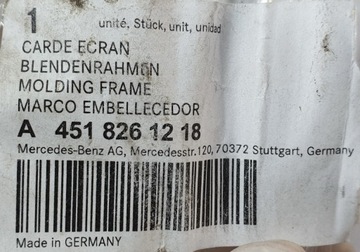 1
unité, Stück, unit, unidad
CARDE ECRAN
BLENDENRAHMEN
MOLDING FRAME
MARCO EMBELLECEDOR
A 451 826 12 18
Mercedes-Benz AG, Mercedesstr.120, 70372 Stuttgart, Germany
Made in GERMANY